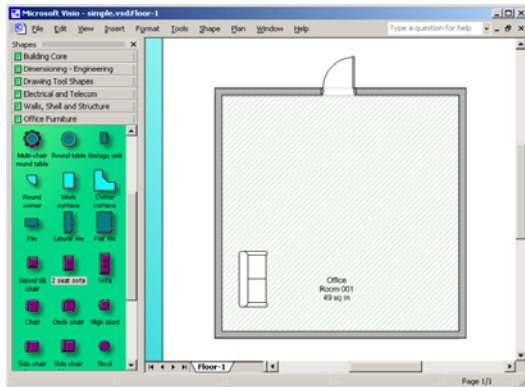 Microsoft Visio - simple.vsd:Floor-1
File Edit View Insert Format Tools Shape Plan Window Help Type a question for help
Shapes
Building Core
Dimensioning - Engineering
Drawing Tool Shapes
Electrical and Telecom
Walls, Shell and Structure
Office Furniture
Multi-chair round table Round table Storage unit
Round corner Work surface Corner surface
File Lateral file Flat file
Swivel tilt chair 2 seat sofa Sofa
Chair Desk chair High stool
Side chair Side chair Stool
Office
Room 001
49 sq m
Floor-1
Page 1/1